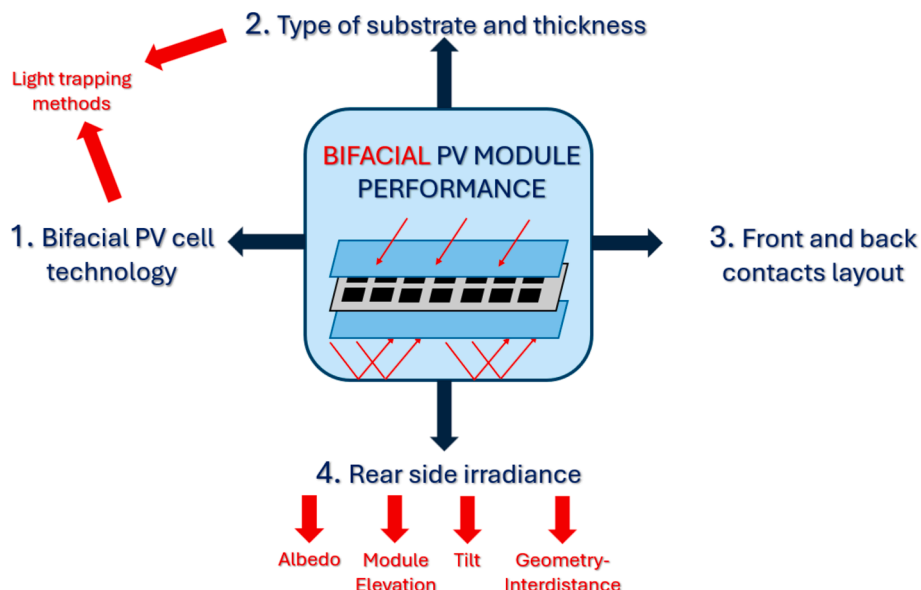 2. Type of substrate and thickness
Light trapping
methods
BIFACIAL PV MODULE
PERFORMANCE
1. Bifacial PV cell
technology
3. Front and back
contacts layout
4. Rear side irradiance
Albedo
Module
Elevation
Tilt
Geometry-
Interdistance